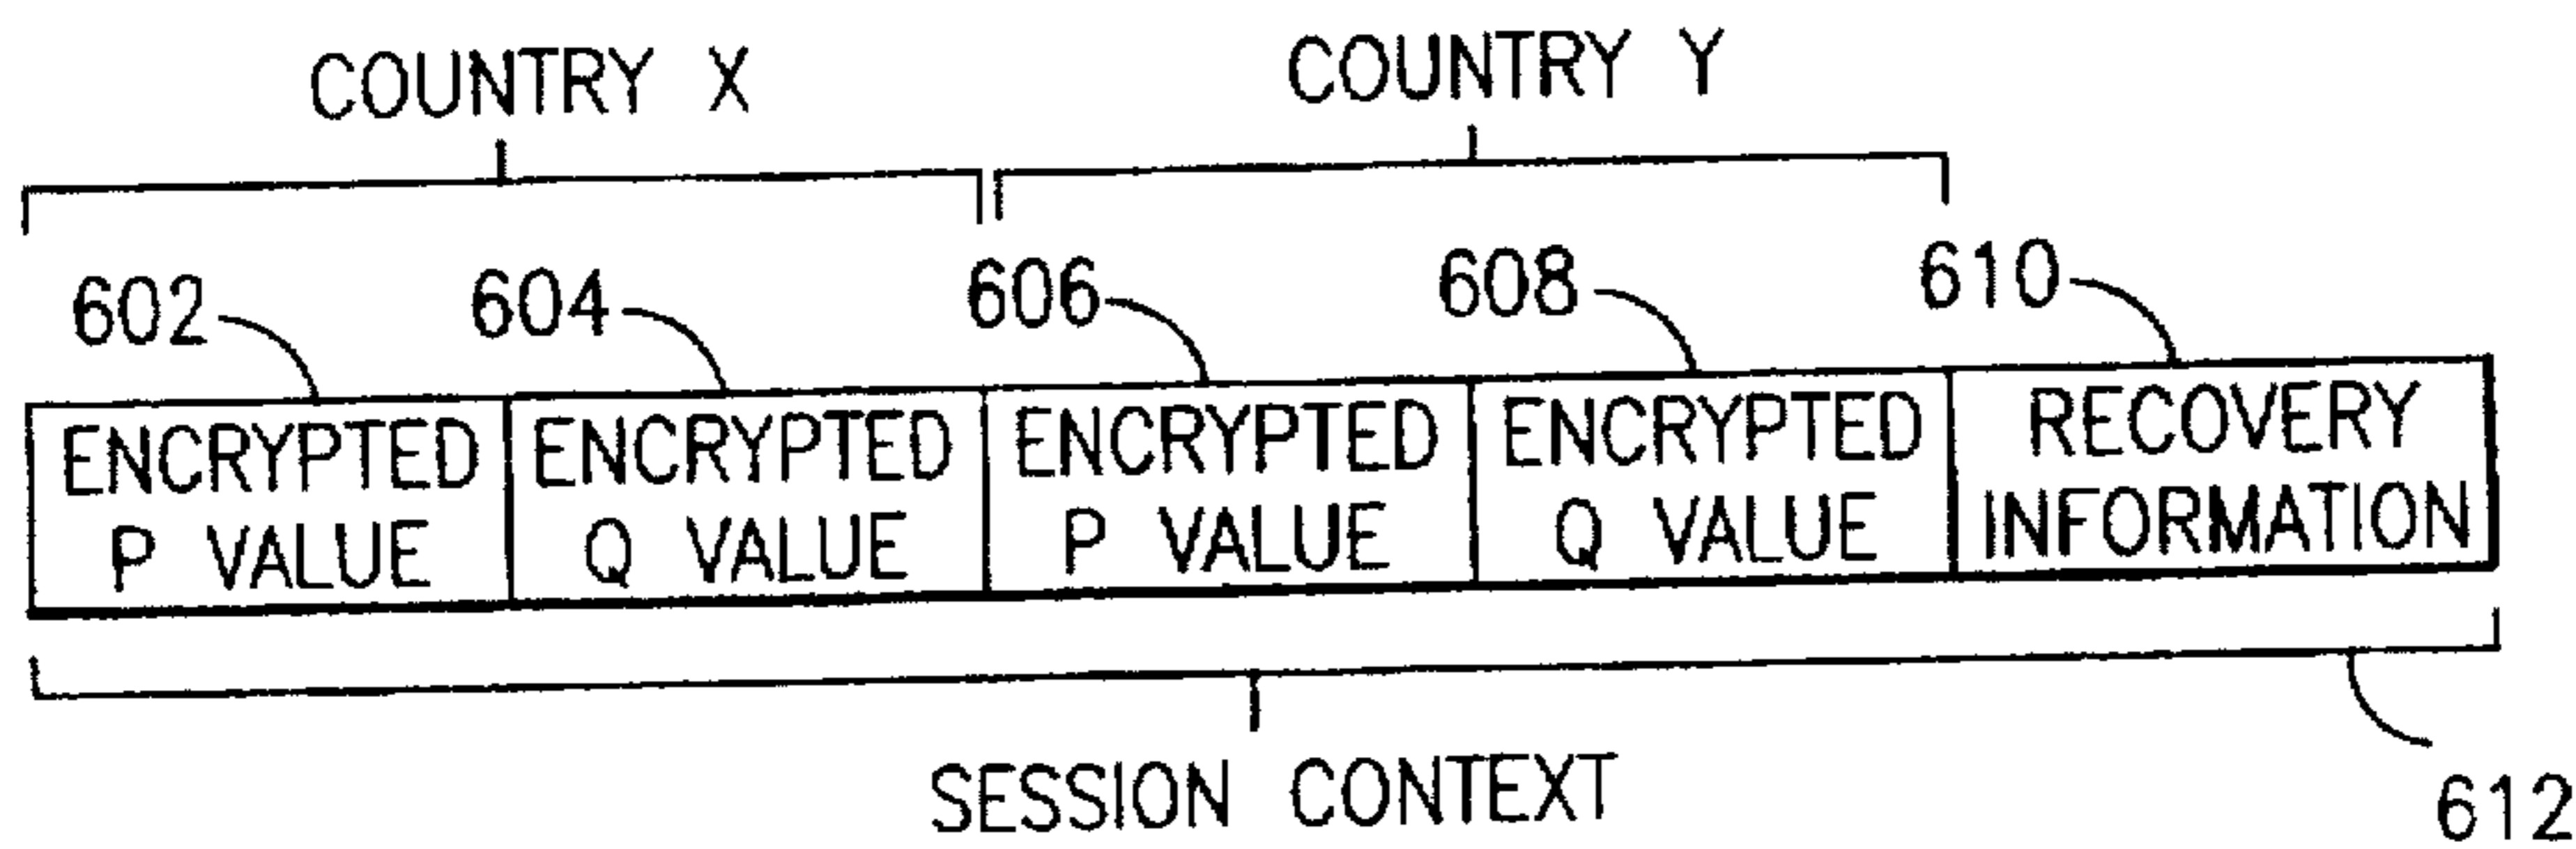 COUNTRY X
COUNTRY Y
602
604
606
608
610
ENCRYPTED
P VALUE
ENCRYPTED
Q VALUE
ENCRYPTED
P VALUE
ENCRYPTED
Q VALUE
RECOVERY
INFORMATION
SESSION CONTEXT
612